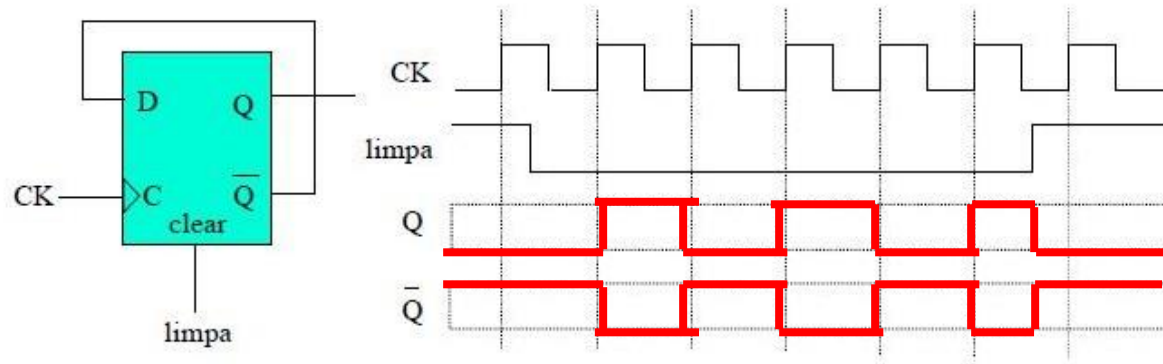 D Q
CK C Q̅
clear
limpa
CK
limpa
Q
Q̅